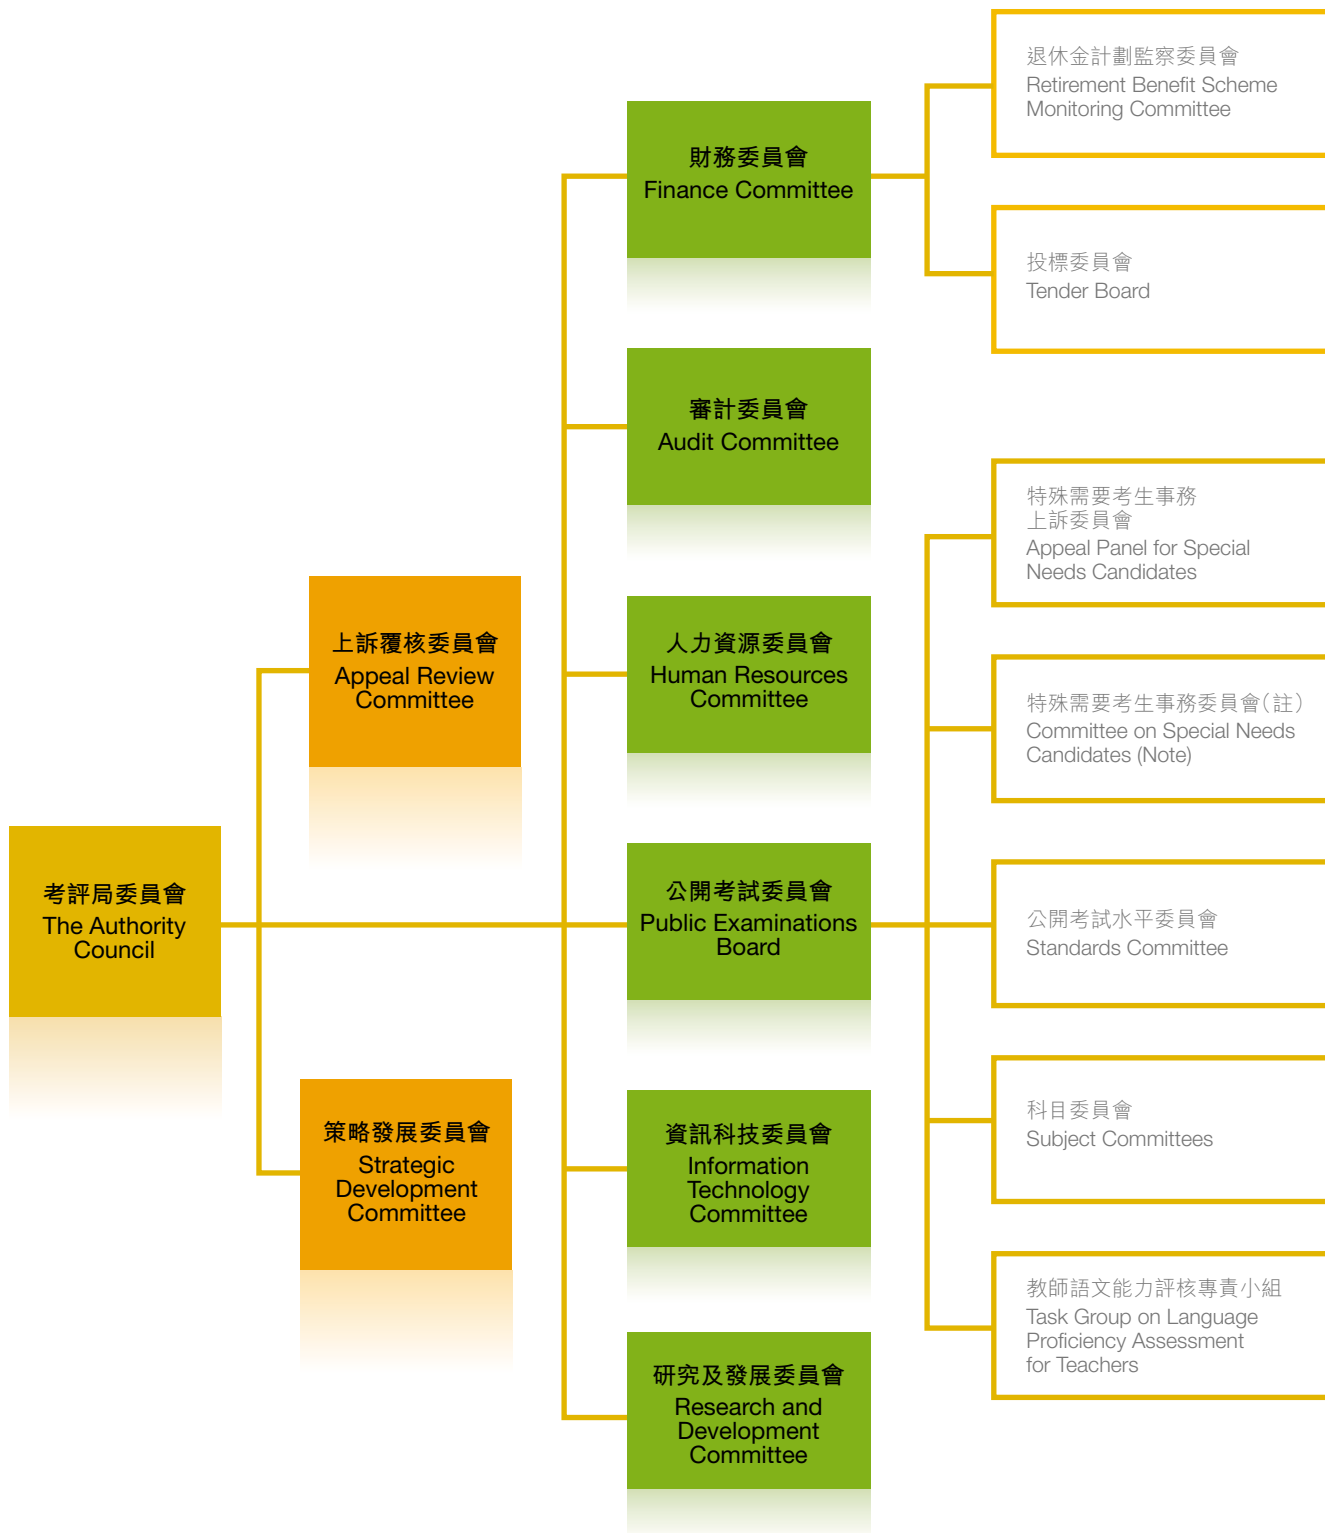 考評局委員會
The Authority
Council
上訴覆核委員會
Appeal Review
Committee
策略發展委員會
Strategic
Development
Committee
財務委員會
Finance Committee
審計委員會
Audit Committee
人力資源委員會
Human Resources
Committee
公開考試委員會
Public Examinations
Board
資訊科技委員會
Information
Technology
Committee
研究及發展委員會
Research and
Development
Committee
退休金計劃監察委員會
Retirement Benefit Scheme
Monitoring Committee
投標委員會
Tender Board
特殊需要考生事務
上訴委員會
Appeal Panel for Special
Needs Candidates
特殊需要考生事務委員會(註)
Committee on Special Needs
Candidates (Note)
公開考試水平委員會
Standards Committee
科目委員會
Subject Committees
教師語文能力評核專責小組
Task Group on Language
Proficiency Assessment
for Teachers